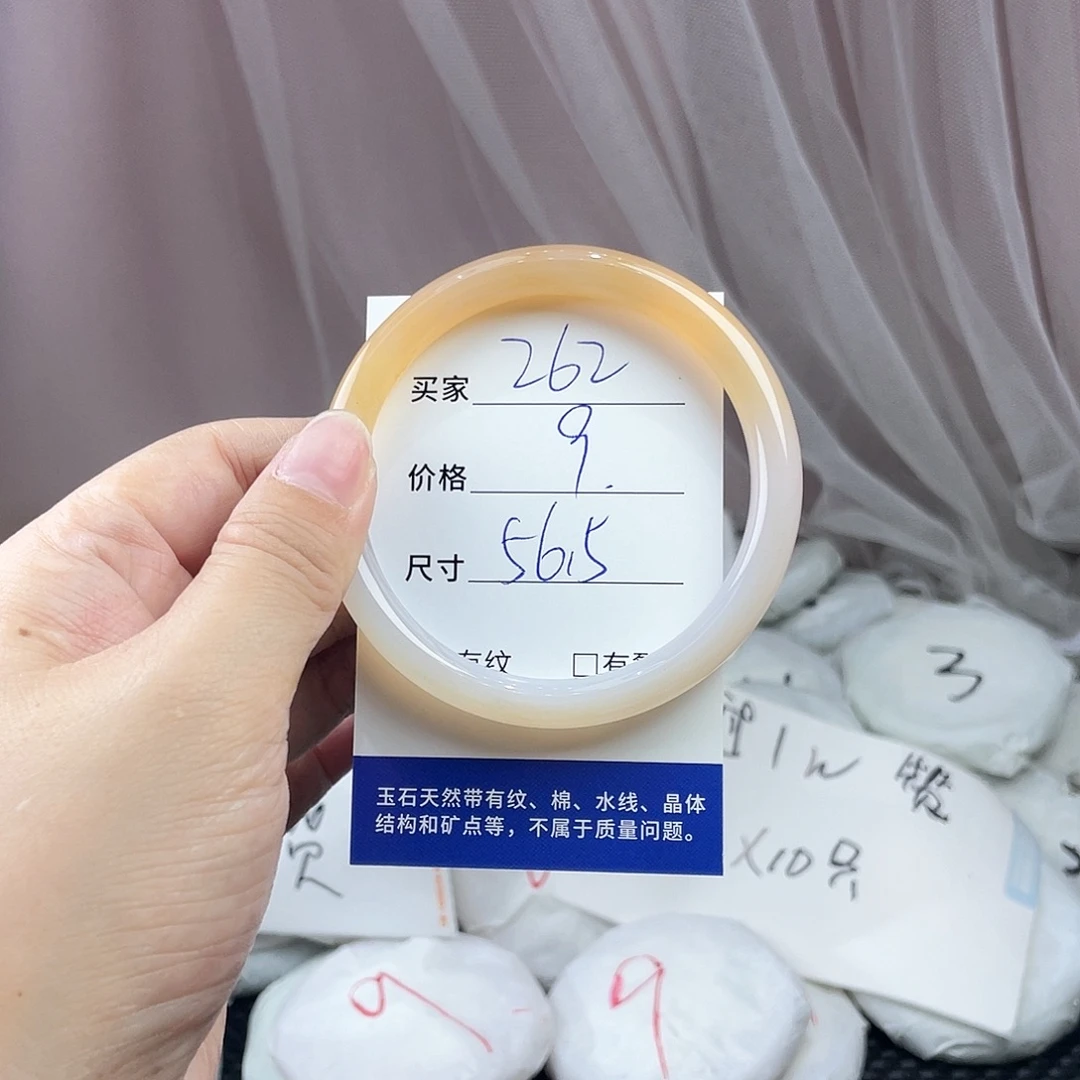 买家 262
价格 9.
尺寸 56.5
有纹 □有
玉石天然带有纹、棉、水线、晶体
结构和矿点等，不属于质量问题。
3
1W
X10只
9
9